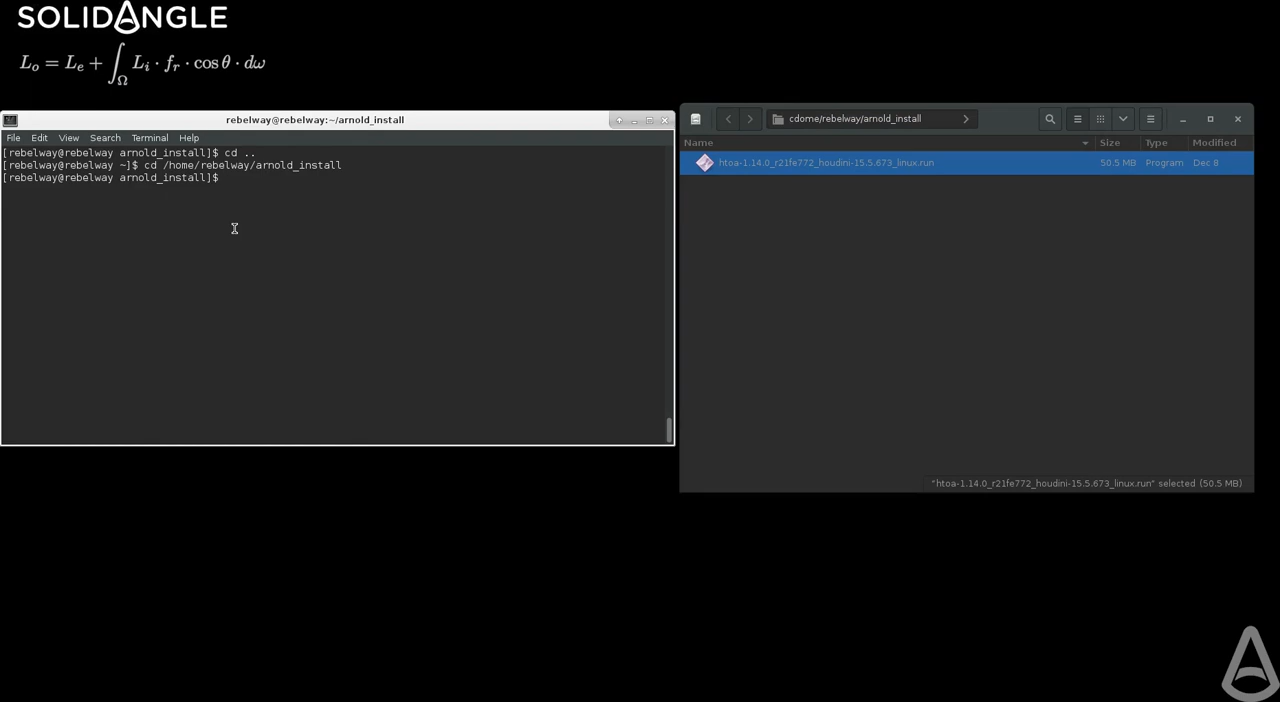 SOLIDANGLE
L_o = L_e + ∫_Ω L_i · f_r · cos θ · dω
rebelway@rebelway:~/arnold_install
File Edit View Search Terminal Help
[rebelway@rebelway arnold_install]$ cd ..
[rebelway@rebelway ~]$ cd /home/rebelway/arnold_install
[rebelway@rebelway arnold_install]$
cdome/rebelway/arnold_install
Name Size Type Modified
htoa-1.14.0_r21fe772_houdini-15.5.673_linux.run 50.5 MB Program Dec 8
"htoa-1.14.0_r21fe772_houdini-15.5.673_linux.run" selected (50.5 MB)